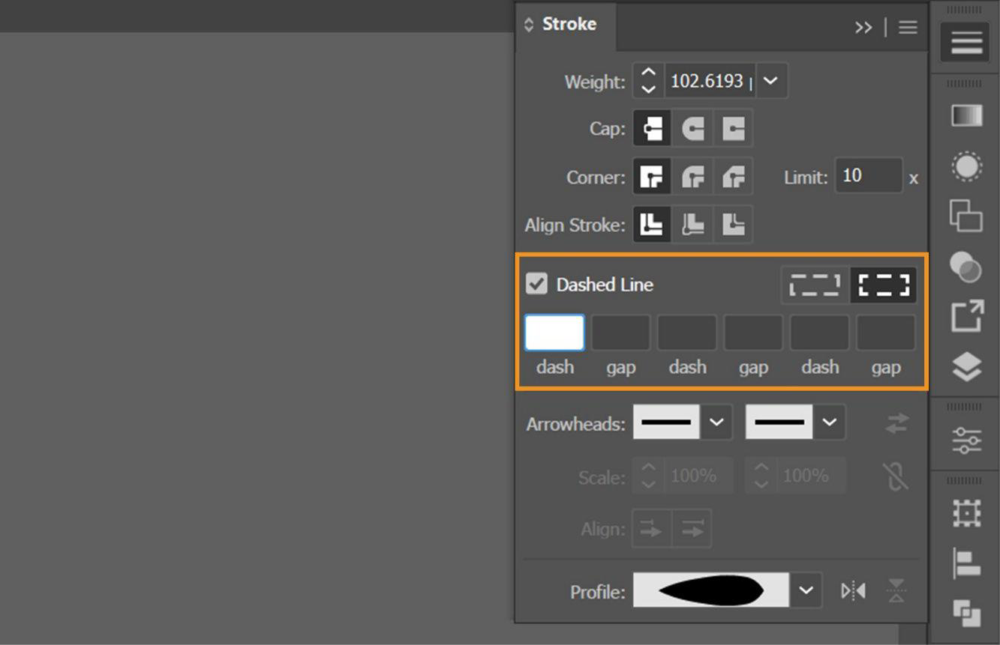 Stroke
Weight: 102.6193 p
Cap:
Corner: Limit: 10 x
Align Stroke:
Dashed Line
dash gap dash gap dash gap
Arrowheads:
Scale: 100% 100%
Align:
Profile: